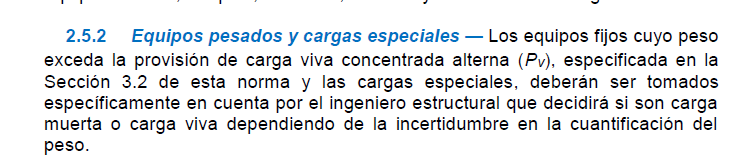 2.5.2 Equipos pesados y cargas especiales — Los equipos fijos cuyo peso
exceda la provisión de carga viva concentrada alterna (Pv), especificada en la
Sección 3.2 de esta norma y las cargas especiales, deberán ser tomados
específicamente en cuenta por el ingeniero estructural que decidirá si son carga
muerta o carga viva dependiendo de la incertidumbre en la cuantificación del
peso.